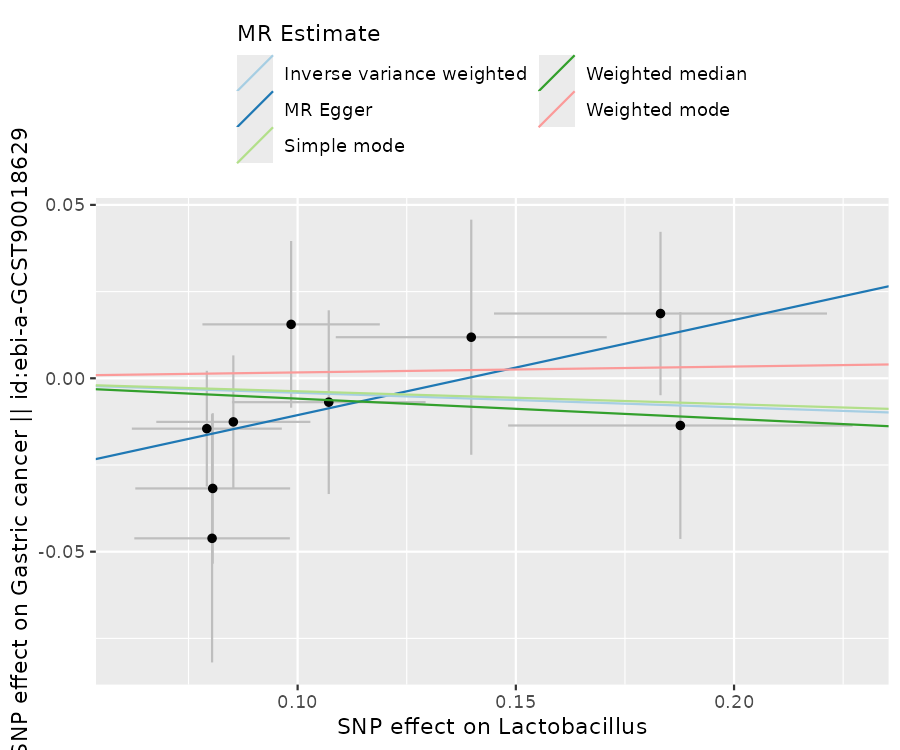 MR Estimate
Inverse variance weighted
MR Egger
Simple mode
Weighted median
Weighted mode
SNP effect on Gastric cancer || id:ebi-a-GCST90018629
0.05
0.00
-0.05
0.10
0.15
0.20
SNP effect on Lactobacillus